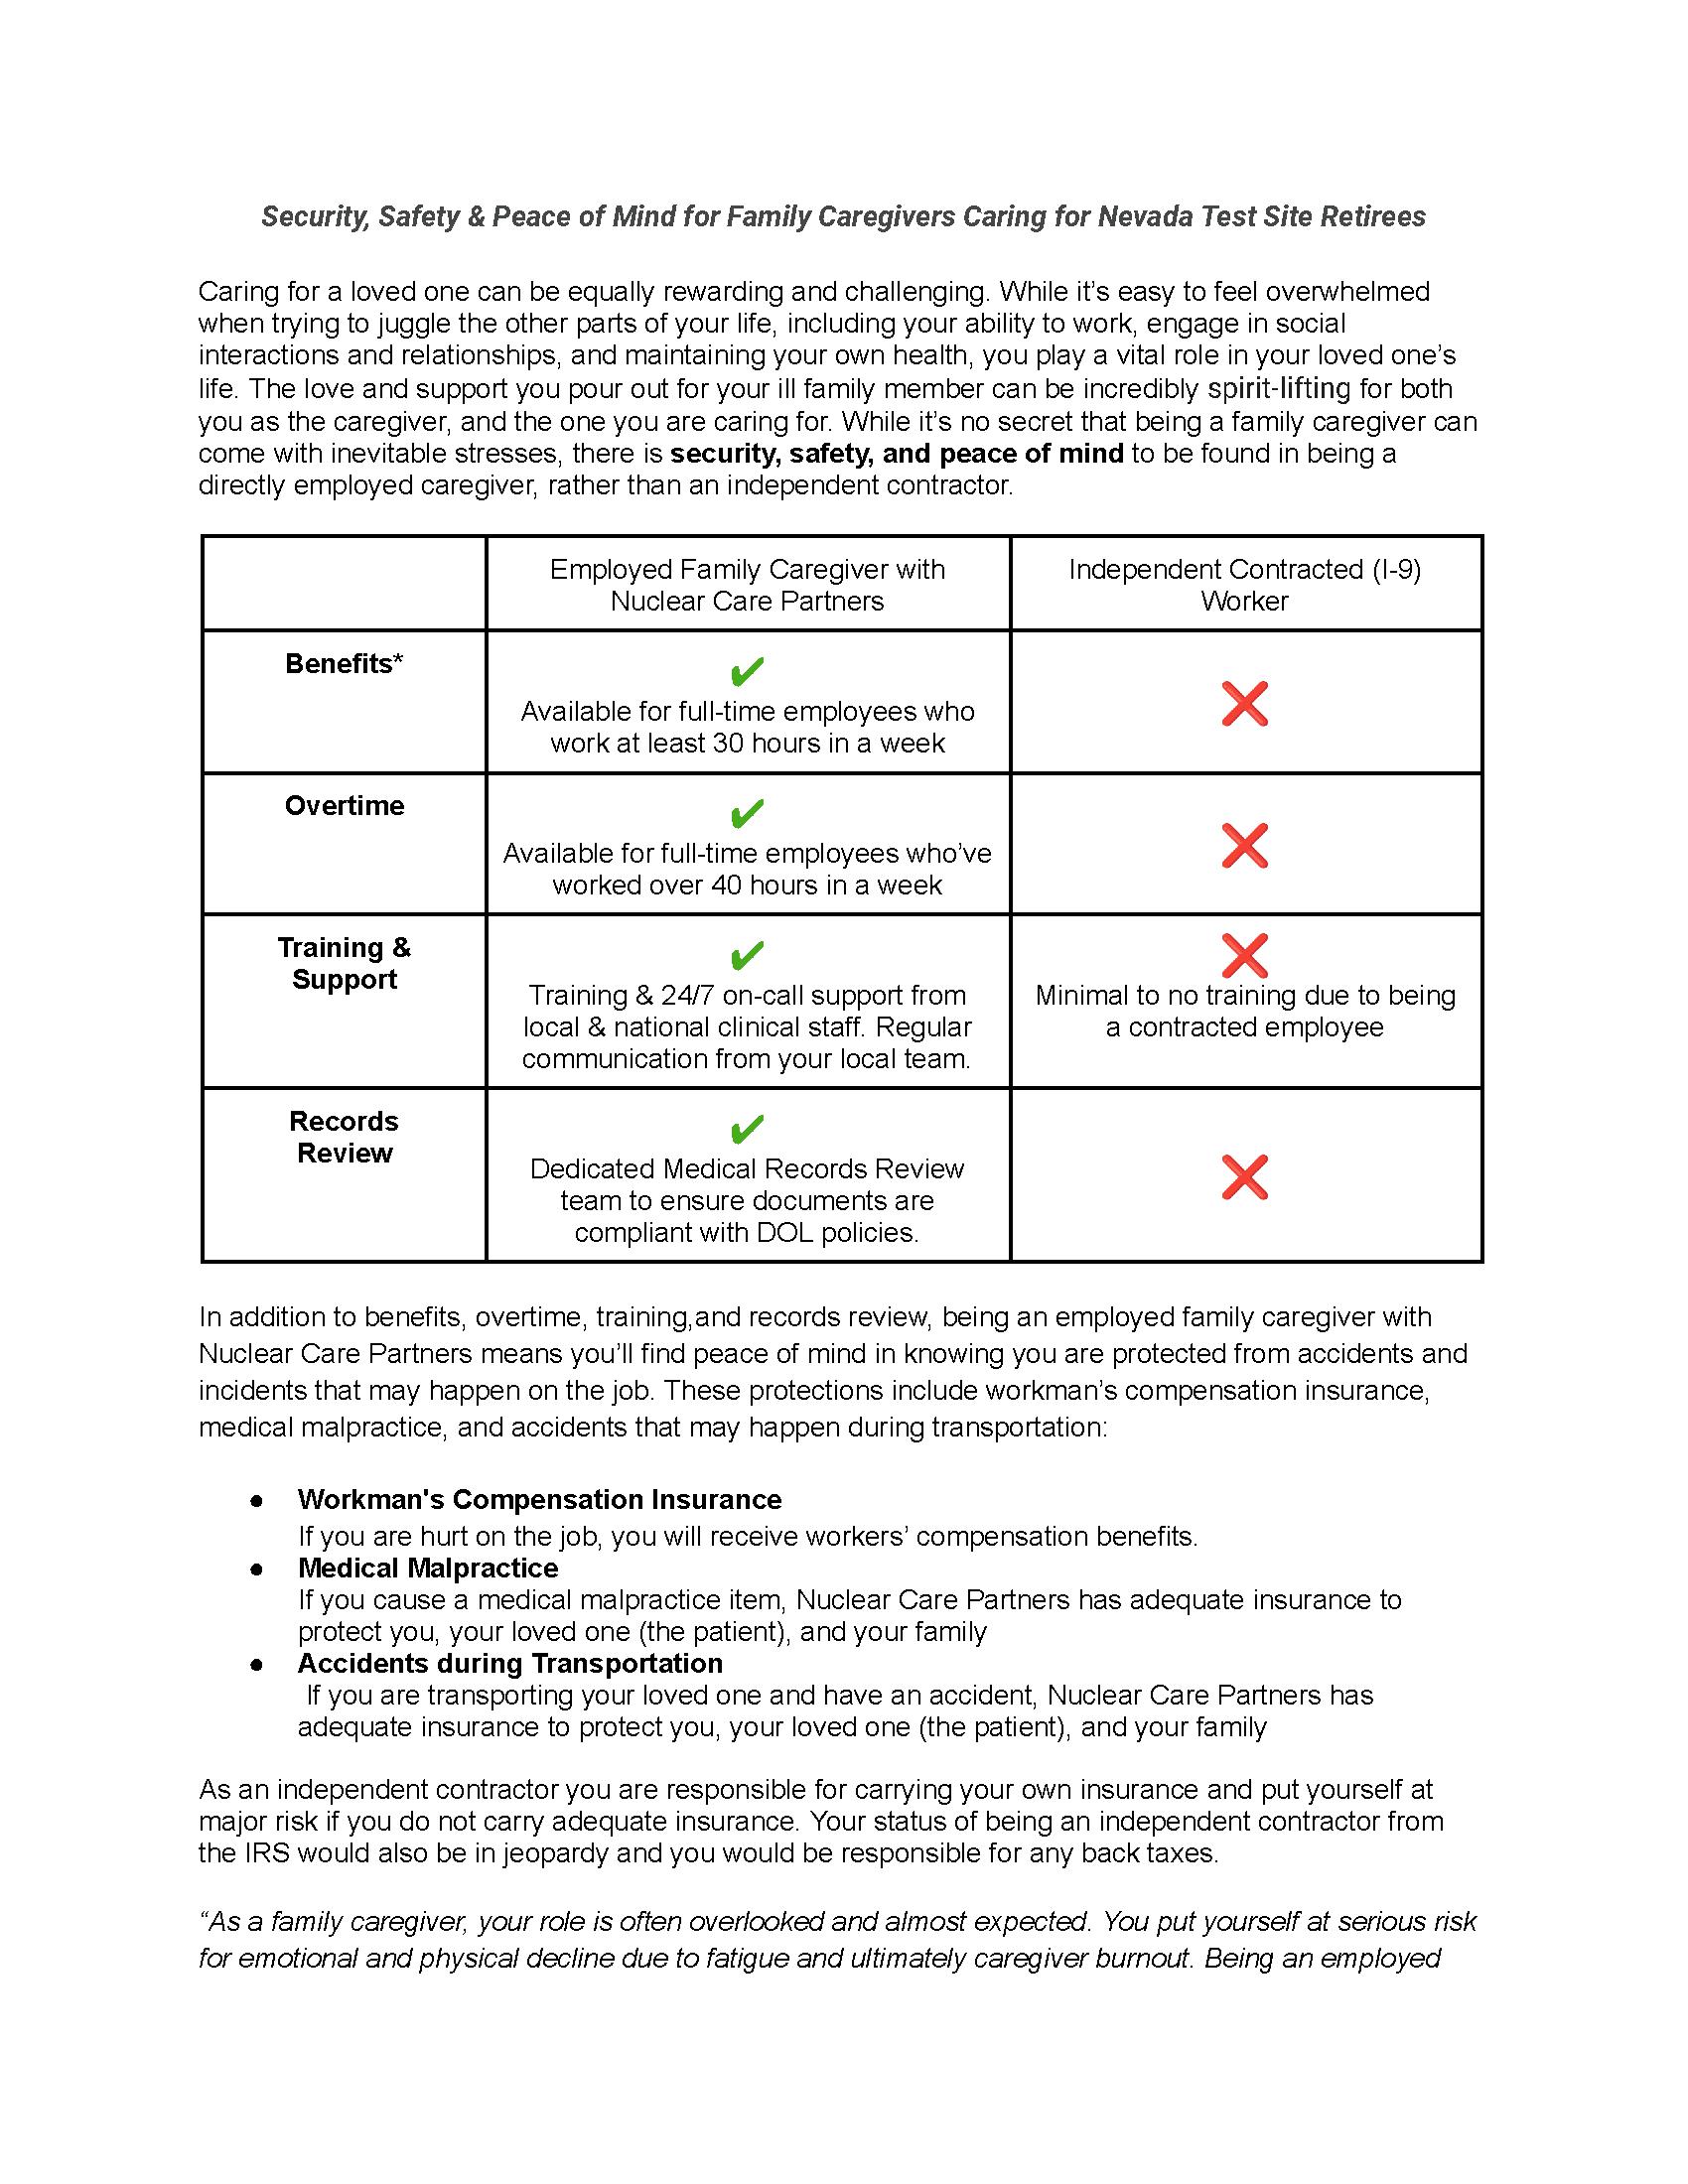 Security, Safety & Peace of Mind for Family Caregivers Caring for Nevada Test Site Retirees
Caring for a loved one can be equally rewarding and challenging. While it’s easy to feel overwhelmed
when trying to juggle the other parts of your life, including your ability to work, engage in social
interactions and relationships, and maintaining your own health, you play a vital role in your loved one’s
life. The love and support you pour out for your ill family member can be incredibly spirit-lifting for both
you as the caregiver, and the one you are caring for. While it’s no secret that being a family caregiver can
come with inevitable stresses, there is security, safety, and peace of mind to be found in being a
directly employed caregiver, rather than an independent contractor.
Employed Family Caregiver with
Nuclear Care Partners
Independent Contracted (I-9)
Worker
Benefits*
✔
Available for full-time employees who
work at least 30 hours in a week
❌
Overtime
✔
Available for full-time employees who’ve
worked over 40 hours in a week
❌
Training &
Support
✔
Training & 24/7 on-call support from
local & national clinical staff. Regular
communication from your local team.
❌
Minimal to no training due to being
a contracted employee
Records
Review
✔
Dedicated Medical Records Review
team to ensure documents are
compliant with DOL policies.
❌
In addition to benefits, overtime, training,and records review, being an employed family caregiver with
Nuclear Care Partners means you’ll find peace of mind in knowing you are protected from accidents and
incidents that may happen on the job. These protections include workman’s compensation insurance,
medical malpractice, and accidents that may happen during transportation:
● Workman's Compensation Insurance
If you are hurt on the job, you will receive workers’ compensation benefits.
● Medical Malpractice
If you cause a medical malpractice item, Nuclear Care Partners has adequate insurance to
protect you, your loved one (the patient), and your family
● Accidents during Transportation
If you are transporting your loved one and have an accident, Nuclear Care Partners has
adequate insurance to protect you, your loved one (the patient), and your family
As an independent contractor you are responsible for carrying your own insurance and put yourself at
major risk if you do not carry adequate insurance. Your status of being an independent contractor from
the IRS would also be in jeopardy and you would be responsible for any back taxes.
“As a family caregiver, your role is often overlooked and almost expected. You put yourself at serious risk
for emotional and physical decline due to fatigue and ultimately caregiver burnout. Being an employed